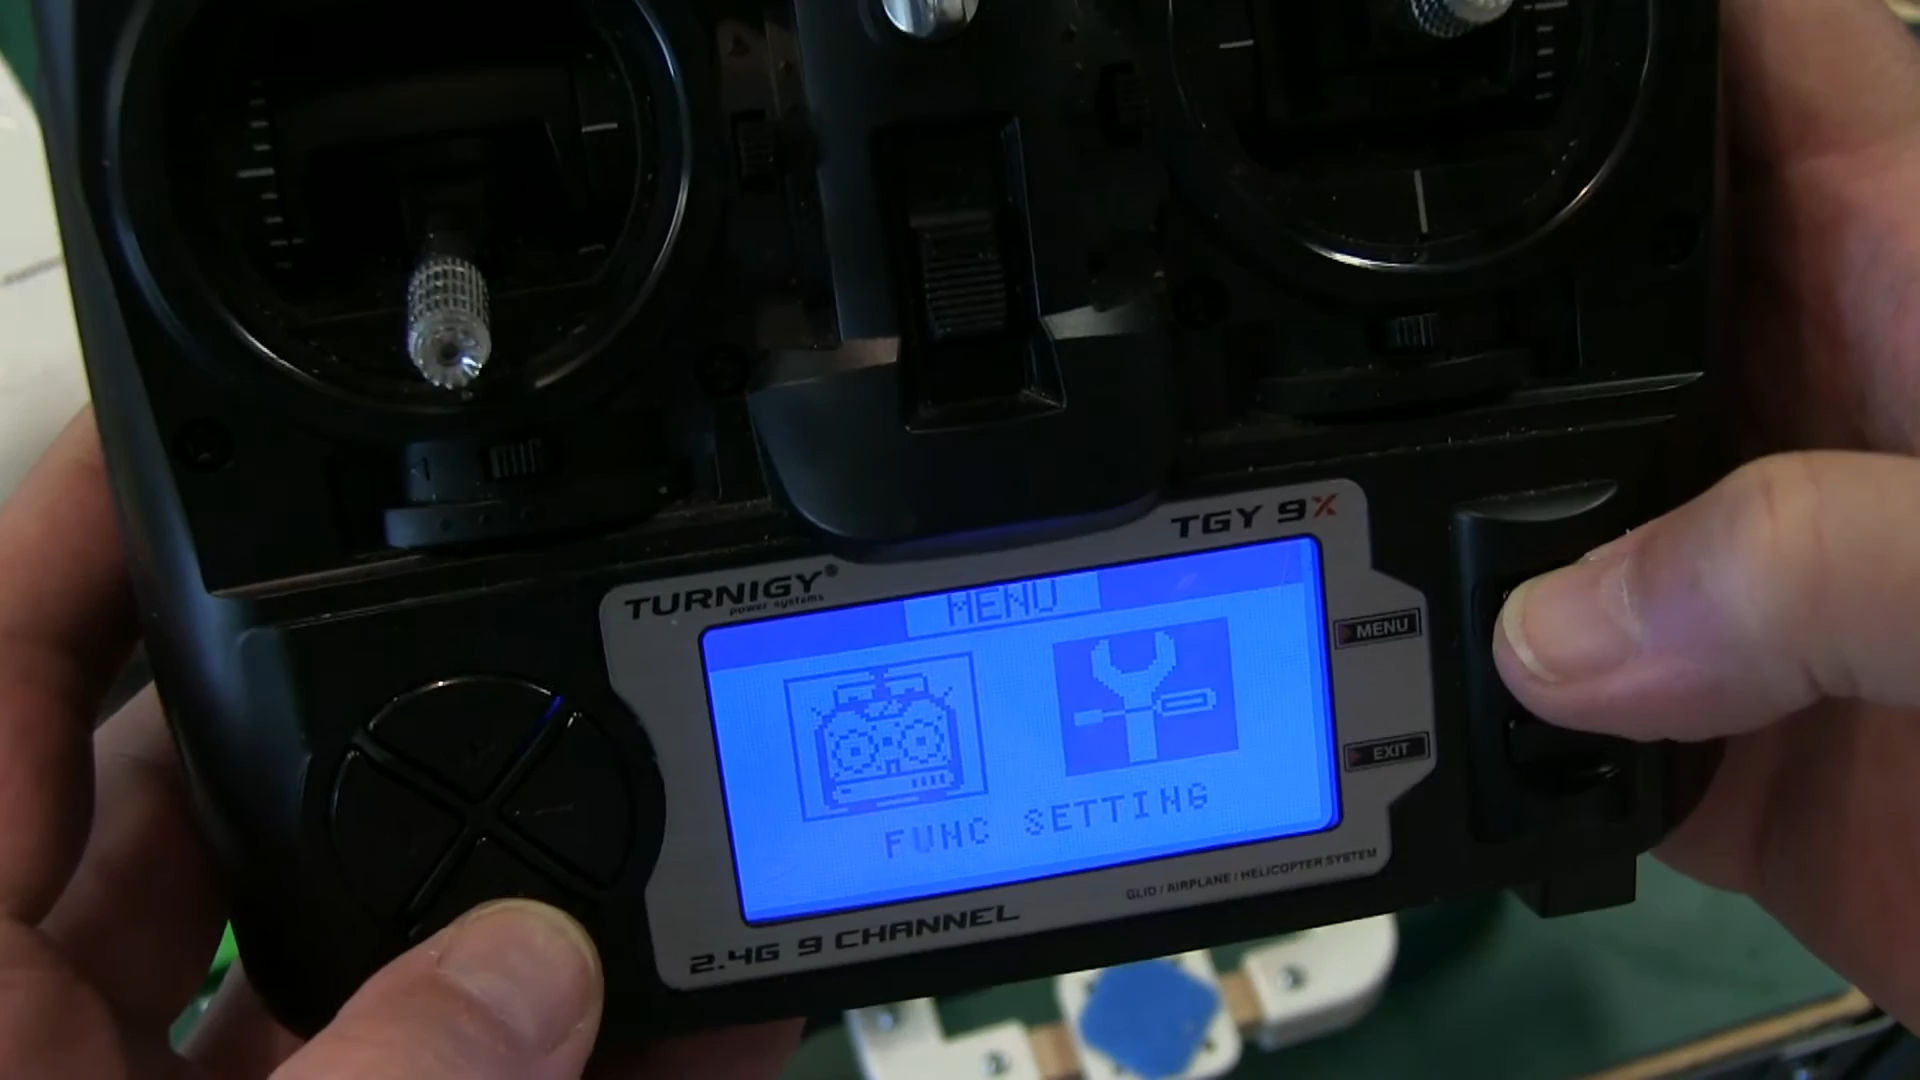 TGY 9X
TURNIGY®
power systems
MENU
FUNC SETTING
MENU
EXIT
GLID / AIRPLANE / HELICOPTER SYSTEM
2.4G 9 CHANNEL